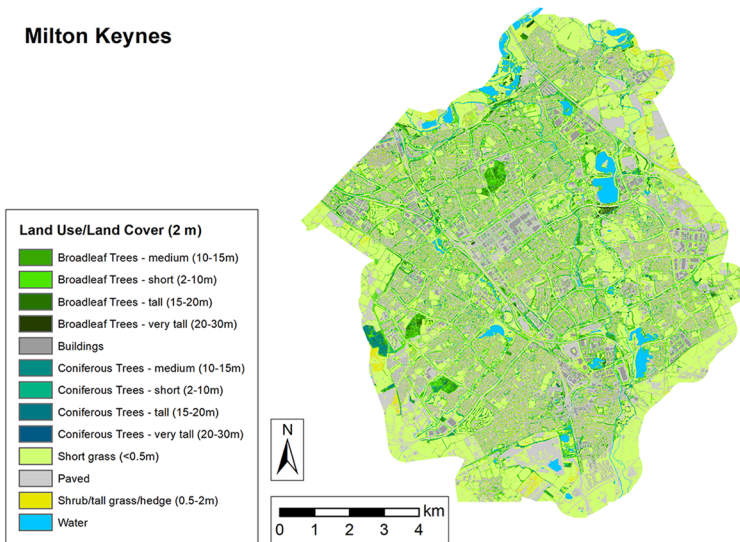 Milton Keynes
Land Use/Land Cover (2 m)
Broadleaf Trees - medium (10-15m)
Broadleaf Trees - short (2-10m)
Broadleaf Trees - tall (15-20m)
Broadleaf Trees - very tall (20-30m)
Buildings
Coniferous Trees - medium (10-15m)
Coniferous Trees - short (2-10m)
Coniferous Trees - tall (15-20m)
Coniferous Trees - very tall (20-30m)
Short grass (<0.5m)
Paved
Shrub/tall grass/hedge (0.5-2m)
Water
N
km
0 1 2 3 4